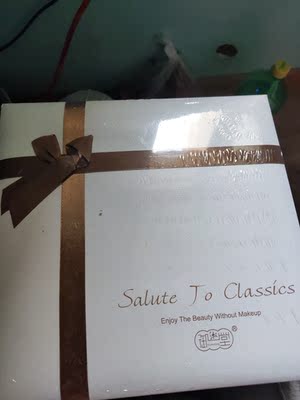 Salute To Classics
Enjoy The Beauty Without Makeup
®